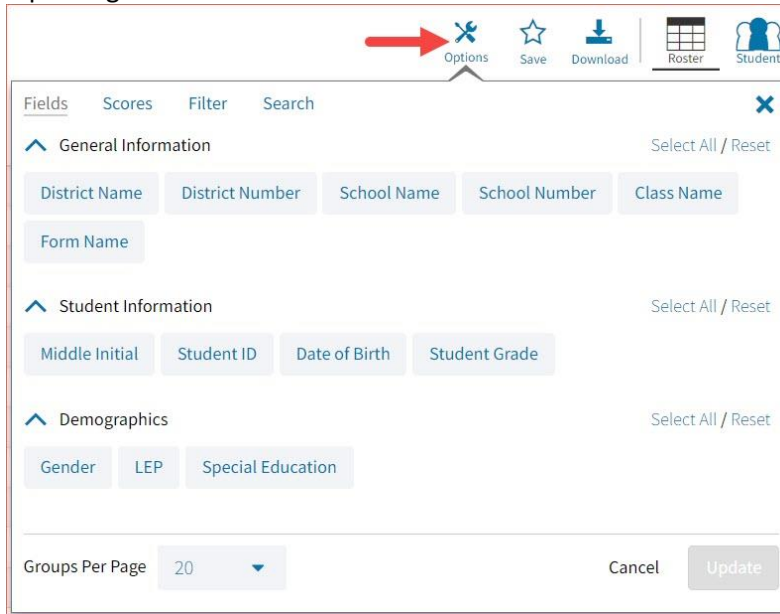 Options Save Download Roster Student
Fields Scores Filter Search
General Information Select All / Reset
District Name District Number School Name School Number Class Name
Form Name
Student Information Select All / Reset
Middle Initial Student ID Date of Birth Student Grade
Demographics Select All / Reset
Gender LEP Special Education
Groups Per Page 20 Cancel Update